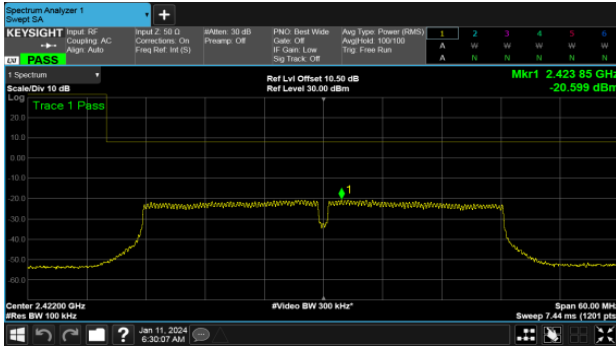 Spectrum Analyzer 1
Swept SA
KEYSIGHT Input: RF
Coupling: AC
Align: Auto
Input Z: 50 Ω
Corrections: On
Freq Ref: Int (S)
#Atten: 30 dB
Preamp: Off
PNO: Best Wide
Gate: Off
IF Gain: Low
Sig Track: Off
Avg Type: Power (RMS)
Avg|Hold: 100/100
Trig: Free Run
1 2 3 4 5 6
A W W W W W
A N N N N N
LXI PASS
1 Spectrum
Scale/Div 10 dB
Ref Lvl Offset 10.50 dB
Ref Level 30.00 dBm
Mkr1 2.423 85 GHz
-20.599 dBm
Log
Trace 1 Pass
20.0
10.0
0.00
-10.0
-20.0
-30.0
-40.0
-50.0
-60.0
1
Center 2.42200 GHz
#Res BW 100 kHz
#Video BW 300 kHz*
Span 60.00 MHz
Sweep 7.44 ms (1201 pts)
?
Jan 11, 2024
6:30:07 AM